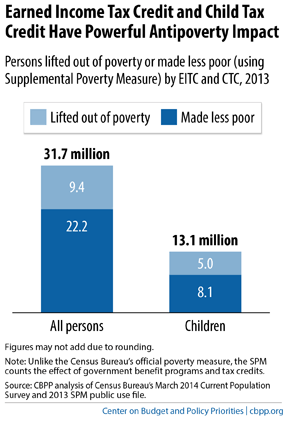 Earned Income Tax Credit and Child Tax
Credit Have Powerful Antipoverty Impact
Persons lifted out of poverty or made less poor (using
Supplemental Poverty Measure) by EITC and CTC, 2013
Lifted out of poverty Made less poor
31.7 million
9.4
22.2
13.1 million
5.0
8.1
All persons Children
Figures may not add due to rounding.
Note: Unlike the Census Bureau's official poverty measure, the SPM
counts the effect of government benefit programs and tax credits.
Source: CBPP analysis of Census Bureau's March 2014 Current Population
Survey and 2013 SPM public use file.
Center on Budget and Policy Priorities | cbpp.org